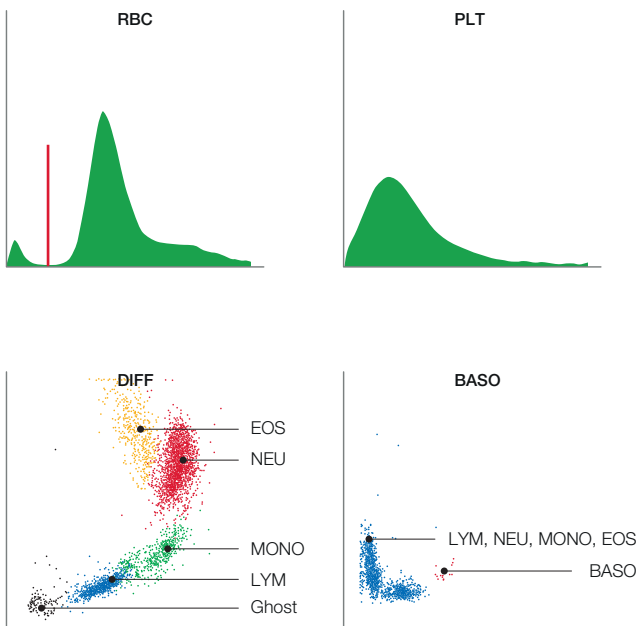 RBC
PLT
DIFF
EOS
NEU
MONO
LYM
Ghost
BASO
LYM, NEU, MONO, EOS
BASO